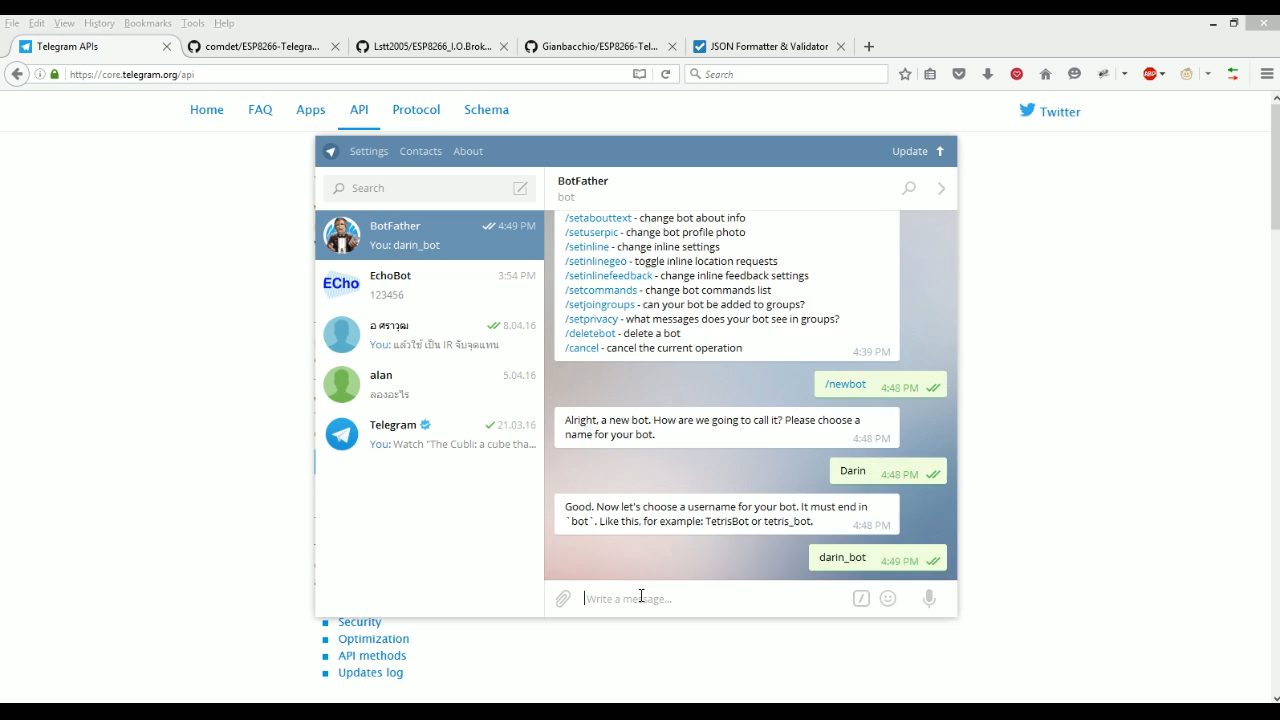 File Edit View History Bookmarks Tools Help
Telegram APIs
comdet/ESP8266-Telegra...
Lstt2005/ESP8266_I.O.Brok...
Gianbacchio/ESP8266-Tel...
JSON Formatter & Validator
https://core.telegram.org/api
Search
ABP
Home FAQ Apps API Protocol Schema
Twitter
Settings Contacts About
Update
Search
BotFather
bot
BotFather 4:49 PM
You: darin_bot
ECho
EchoBot 3:54 PM
123456
อ ศราวุฒ 8.04.16
You: แล้วใช้ เป็น IR จับจุดแทน
alan 5.04.16
ลองอะไร
Telegram 21.03.16
You: Watch "The Cubli: a cube tha...
/setabouttext - change bot about info
/setuserpic - change bot profile photo
/setinline - change inline settings
/setinlinegeo - toggle inline location requests
/setinlinefeedback - change inline feedback settings
/setcommands - change bot commands list
/setjoingroups - can your bot be added to groups?
/setprivacy - what messages does your bot see in groups?
/deletebot - delete a bot
/cancel - cancel the current operation
4:39 PM
/newbot 4:48 PM
Alright, a new bot. How are we going to call it? Please choose a
name for your bot.
4:48 PM
Darin 4:48 PM
Good. Now let's choose a username for your bot. It must end in
`bot`. Like this, for example: TetrisBot or tetris_bot.
4:48 PM
darin_bot 4:49 PM
Write a message...
Security
Optimization
API methods
Updates log